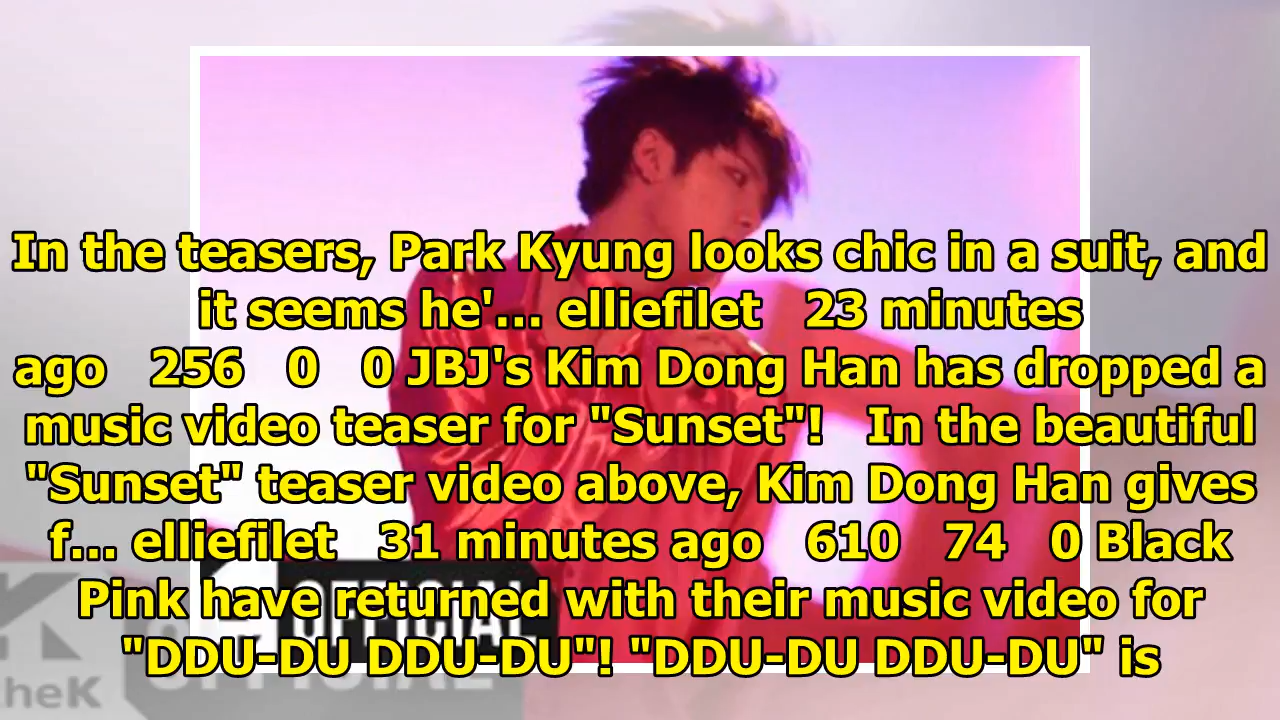 In the teasers, Park Kyung looks chic in a suit, and
it seems he'... elliefilet   23 minutes
ago   256   0   0 JBJ's Kim Dong Han has dropped a
music video teaser for "Sunset"!   In the beautiful
"Sunset" teaser video above, Kim Dong Han gives
f... elliefilet   31 minutes ago   610   74   0 Black
Pink have returned with their music video for
"DDU-DU DDU-DU"! "DDU-DU DDU-DU" is
OFFICIAL
theK
OFFICIAL